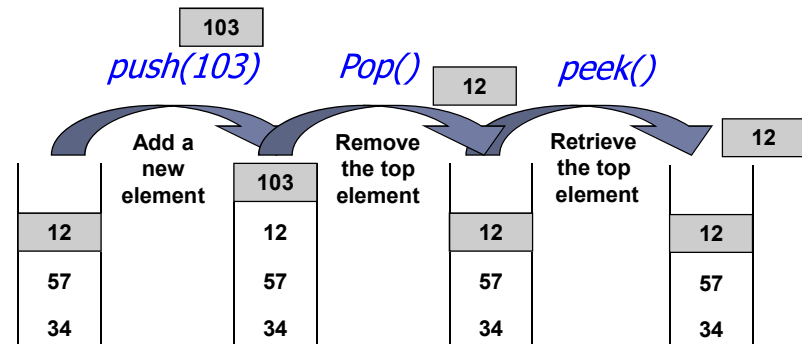 103
push(103) Pop() peek()
12
12
Add a
new
element
Remove
the top
element
Retrieve
the top
element
103
12 12 12 12
57 57 57 57
34 34 34 34